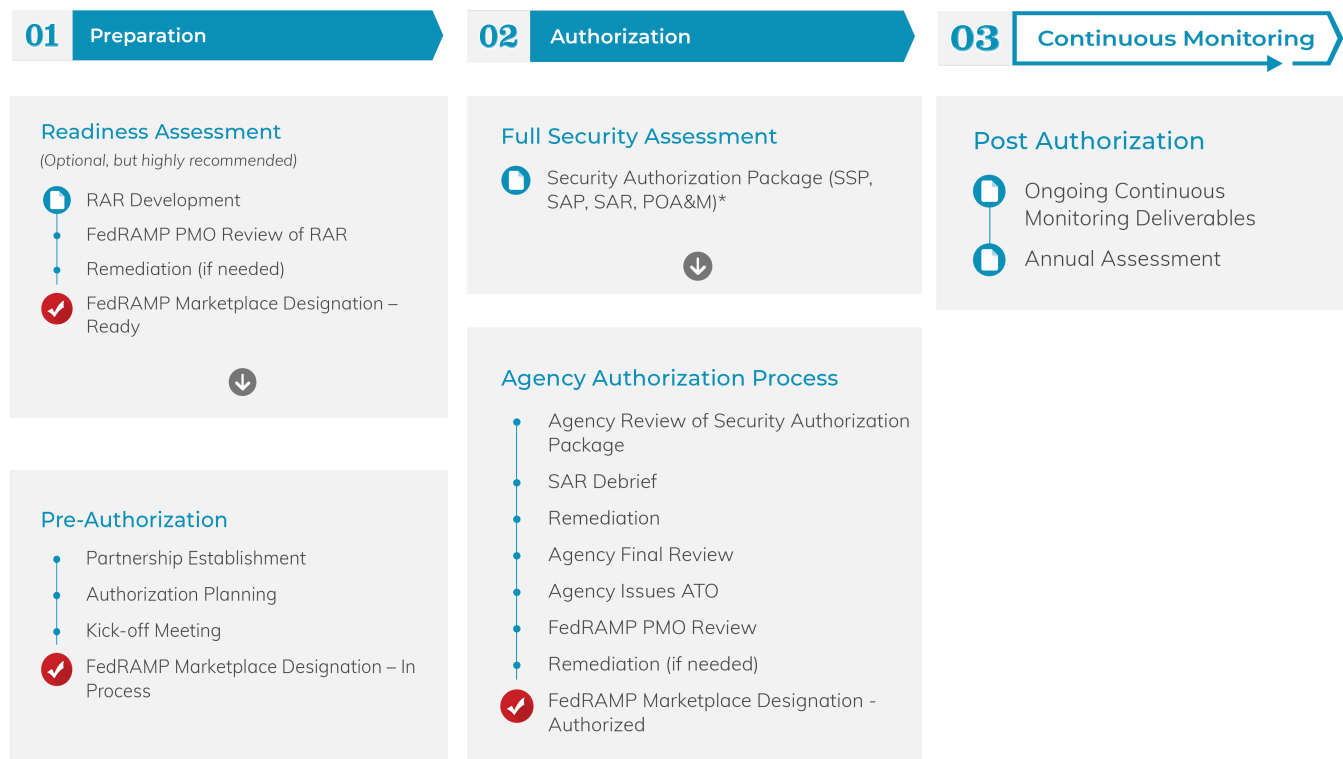 01
Preparation
Readiness Assessment
(Optional, but highly recommended)
RAR Development
FedRAMP PMO Review of RAR
Remediation (if needed)
FedRAMP Marketplace Designation –
Ready
Pre-Authorization
Partnership Establishment
Authorization Planning
Kick-off Meeting
FedRAMP Marketplace Designation – In
Process
02
Authorization
Full Security Assessment
Security Authorization Package (SSP,
SAP, SAR, POA&M)*
Agency Authorization Process
Agency Review of Security Authorization
Package
SAR Debrief
Remediation
Agency Final Review
Agency Issues ATO
FedRAMP PMO Review
Remediation (if needed)
FedRAMP Marketplace Designation -
Authorized
03
Continuous Monitoring
Post Authorization
Ongoing Continuous
Monitoring Deliverables
Annual Assessment